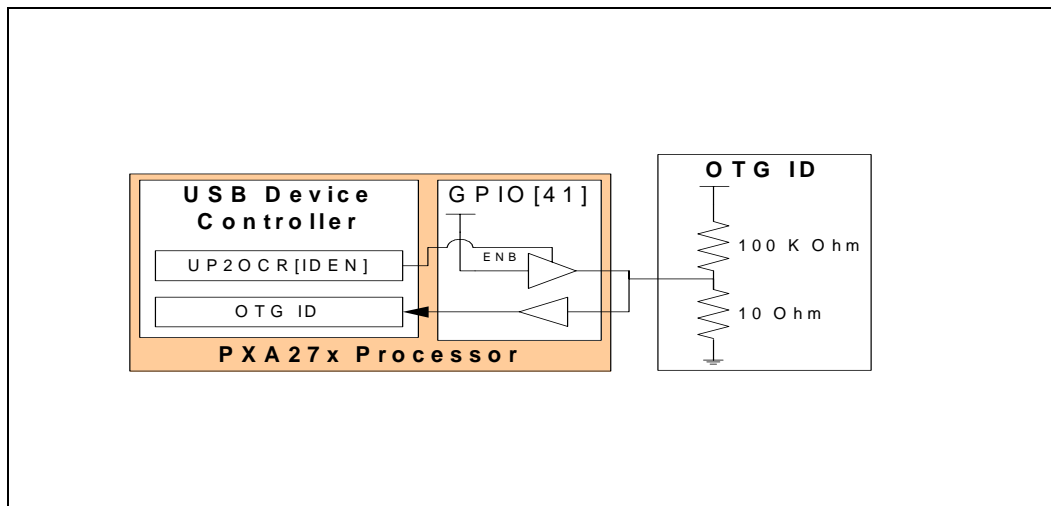 USB Device
Controller
UP2OCR[IDEN]
OTG ID
GPIO[41]
ENB
PXA27x Processor
OTG ID
100 K Ohm
10 Ohm